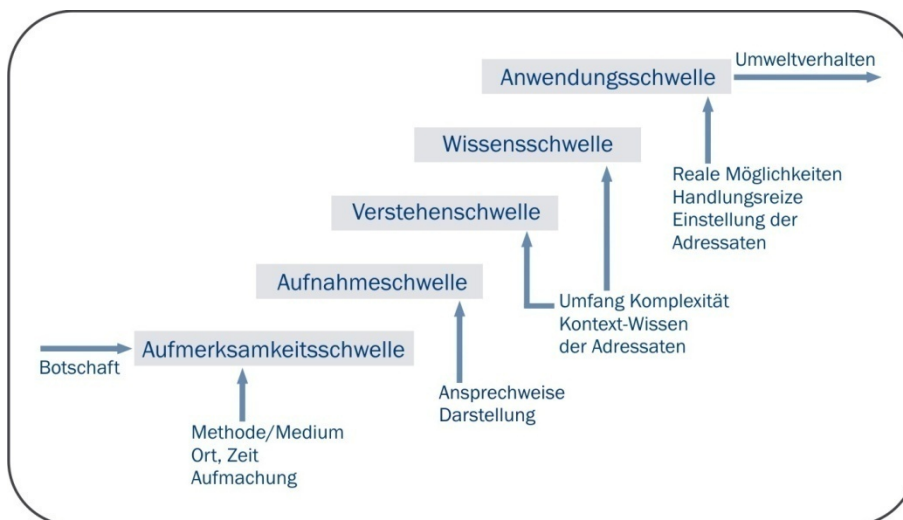 Umweltverhalten
Anwendungsschwelle
Wissensschwelle
Reale Möglichkeiten
Handlungsreize
Einstellung der
Adressaten
Verstehenschwelle
Aufnahmeschwelle
Umfang Komplexität
Kontext-Wissen
der Adressaten
Botschaft
Aufmerksamkeitsschwelle
Ansprechweise
Darstellung
Methode/Medium
Ort, Zeit
Aufmachung